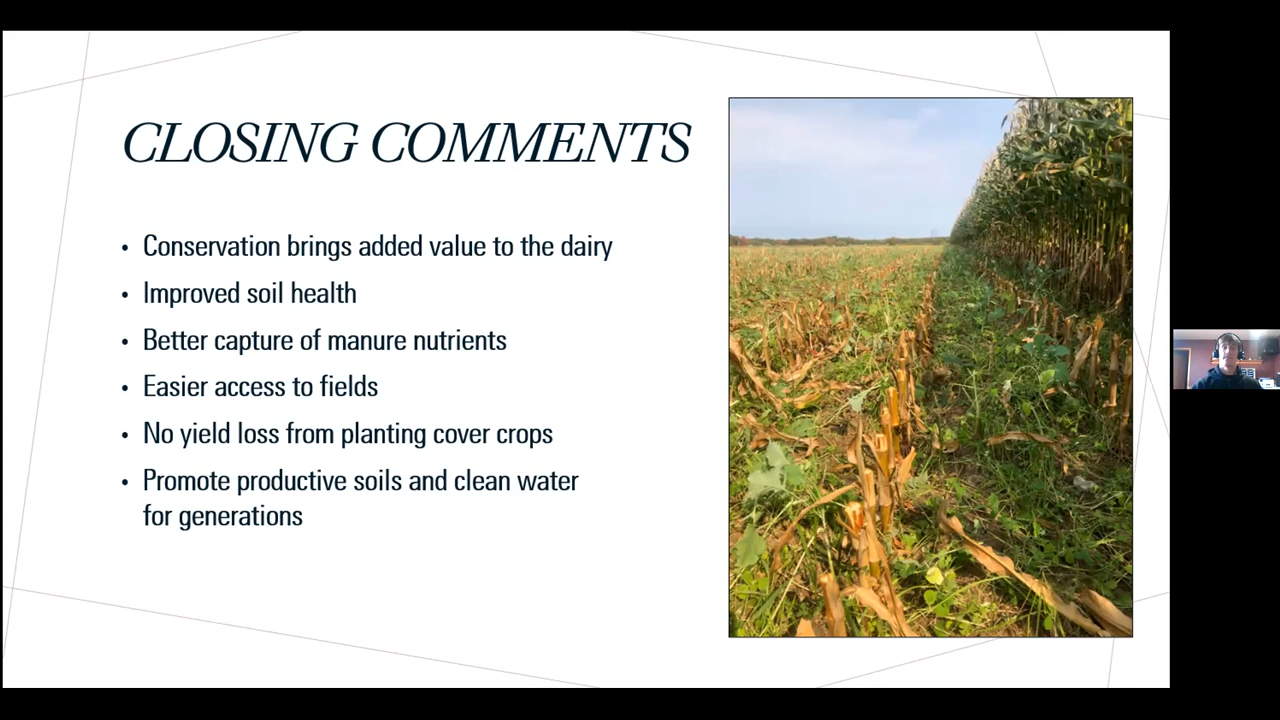 CLOSING COMMENTS
• Conservation brings added value to the dairy
• Improved soil health
• Better capture of manure nutrients
• Easier access to fields
• No yield loss from planting cover crops
• Promote productive soils and clean water
for generations